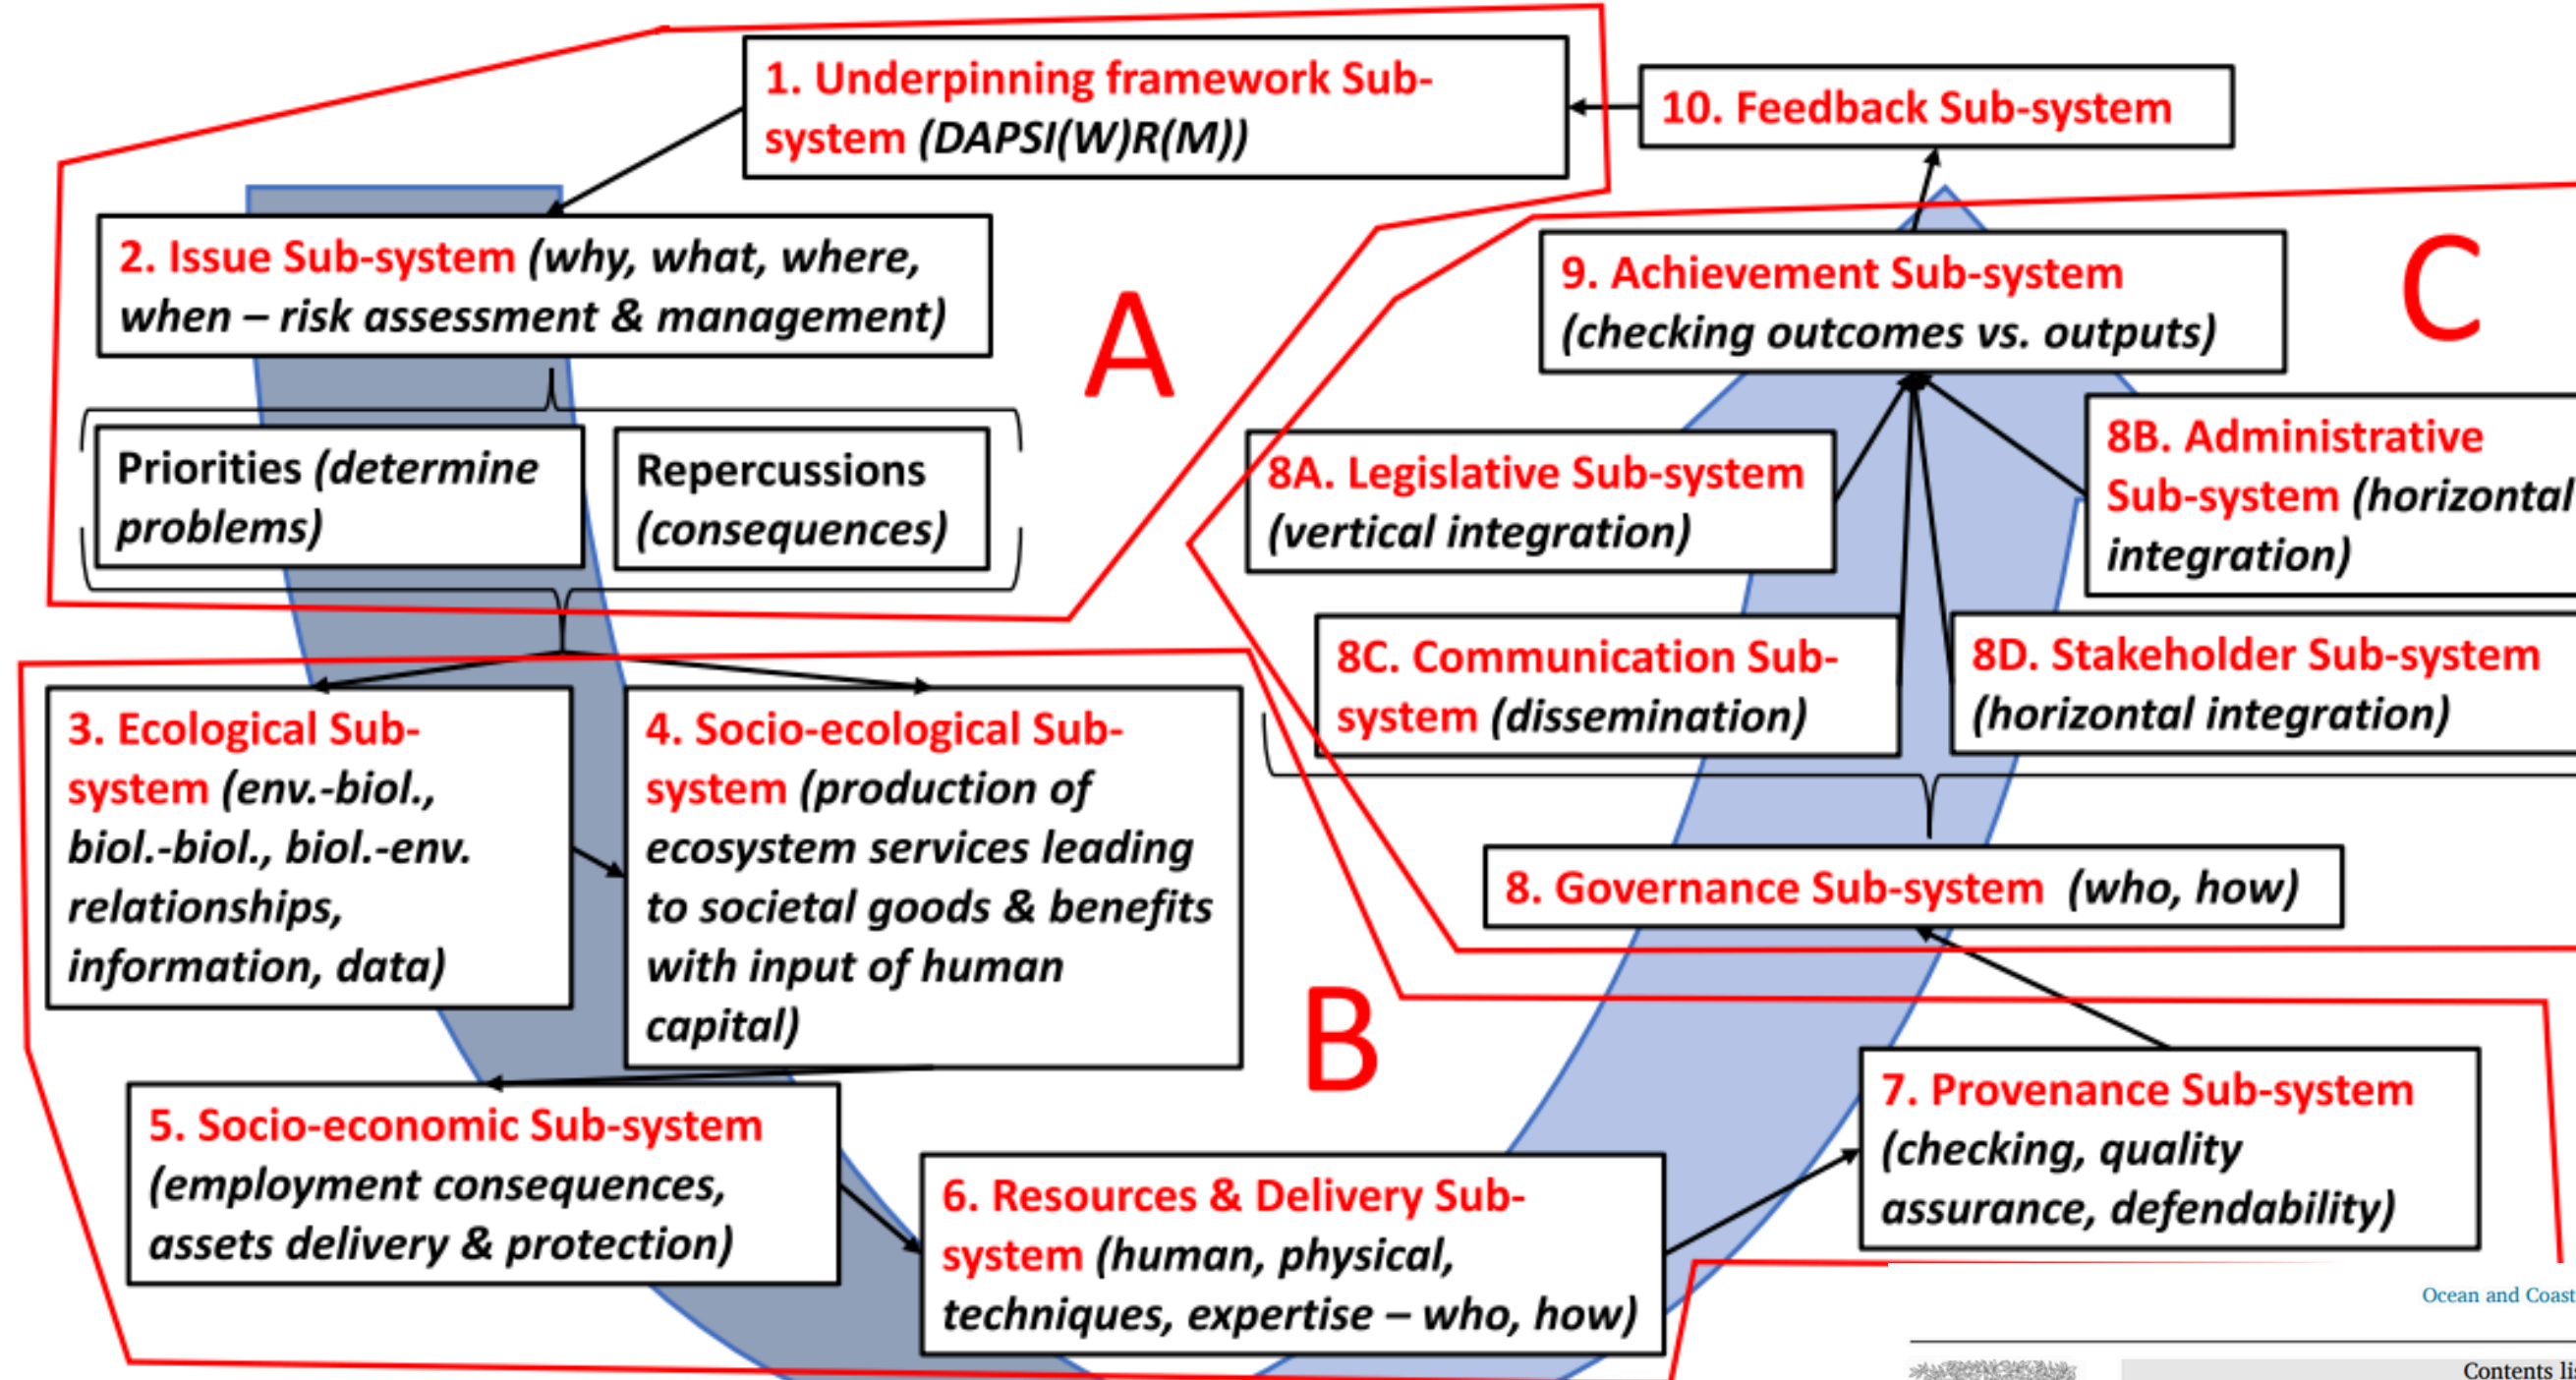 1. Underpinning framework Sub-
system (DAPSI(W)R(M))
10. Feedback Sub-system
2. Issue Sub-system (why, what, where,
when – risk assessment & management)
A
9. Achievement Sub-system
(checking outcomes vs. outputs)
C
Priorities (determine
problems)
Repercussions
(consequences)
8A. Legislative Sub-system
(vertical integration)
8B. Administrative
Sub-system (horizontal
integration)
8C. Communication Sub-
system (dissemination)
8D. Stakeholder Sub-system
(horizontal integration)
3. Ecological Sub-
system (env.-biol.,
biol.-biol., biol.-env.
relationships,
information, data)
4. Socio-ecological Sub-
system (production of
ecosystem services leading
to societal goods & benefits
with input of human
capital)
8. Governance Sub-system (who, how)
B
5. Socio-economic Sub-system
(employment consequences,
assets delivery & protection)
6. Resources & Delivery Sub-
system (human, physical,
techniques, expertise – who, how)
7. Provenance Sub-system
(checking, quality
assurance, defendability)
Ocean and Coast
Contents lis